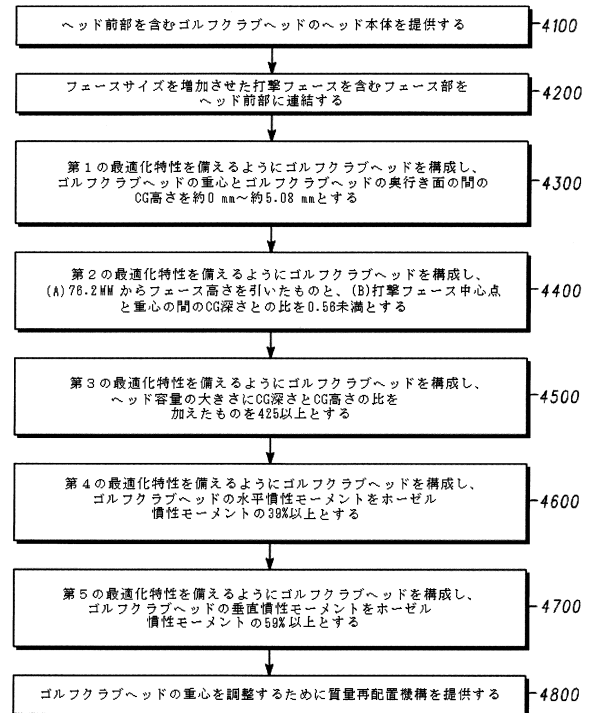 ヘッド前部を含むゴルフクラブヘッドのヘッド本体を提供する
4100
フェースサイズを増加させた打撃フェースを含むフェース部を
ヘッド前部に連結する
4200
第1の最適化特性を備えるようにゴルフクラブヘッドを構成し、
ゴルフクラブヘッドの重心とゴルフクラブヘッドの奥行き面の間の
CG高さを約0 mm～約5.08 mmとする
4300
第2の最適化特性を備えるようにゴルフクラブヘッドを構成し、
(A)76.2MMからフェース高さを引いたものと、(B)打撃フェース中心点
と重心の間のCG深さとの比を0.56未満とする
4400
第3の最適化特性を備えるようにゴルフクラブヘッドを構成し、
ヘッド容量の大きさにCG深さとCG高さの比を
加えたものを425以上とする
4500
第4の最適化特性を備えるようにゴルフクラブヘッドを構成し、
ゴルフクラブヘッドの水平慣性モーメントをホーゼル
慣性モーメントの39%以上とする
4600
第5の最適化特性を備えるようにゴルフクラブヘッドを構成し、
ゴルフクラブヘッドの垂直慣性モーメントをホーゼル
慣性モーメントの59%以上とする
4700
ゴルフクラブヘッドの重心を調整するために質量再配置機構を提供する
4800